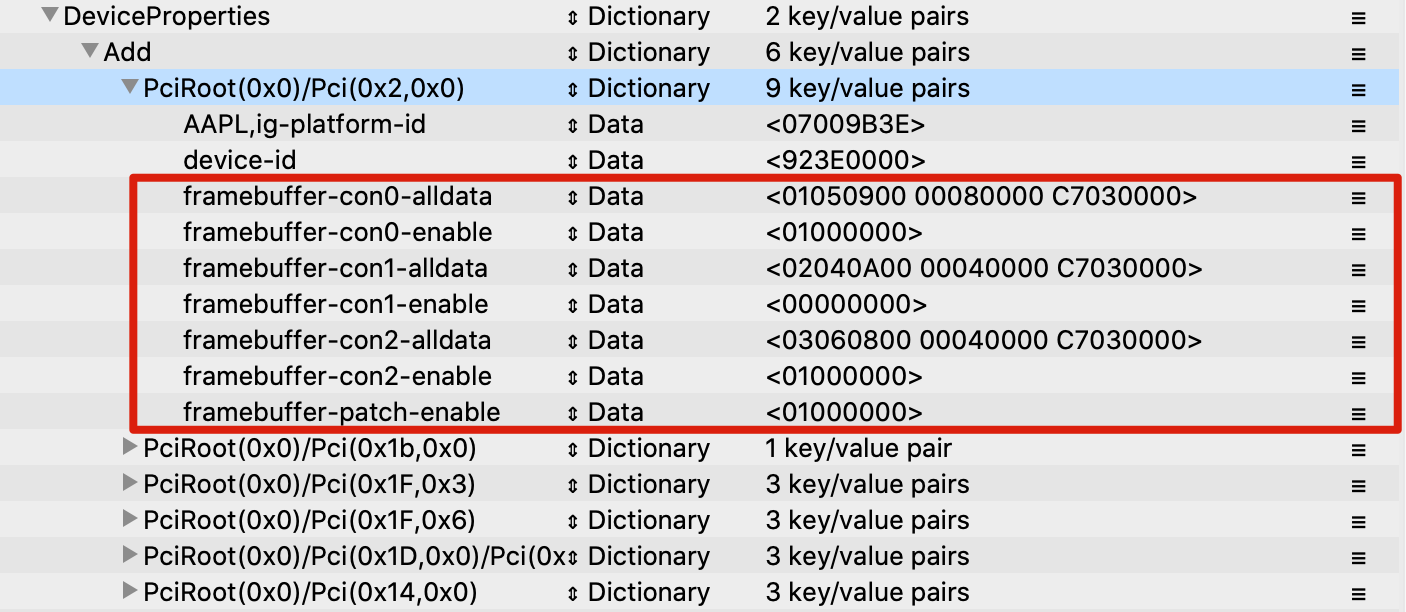 DeviceProperties Dictionary 2 key/value pairs
Add Dictionary 6 key/value pairs
PciRoot(0x0)/Pci(0x2,0x0) Dictionary 9 key/value pairs
AAPL,ig-platform-id Data <07009B3E>
device-id Data <923E0000>
framebuffer-con0-alldata Data <01050900 00080000 C7030000>
framebuffer-con0-enable Data <01000000>
framebuffer-con1-alldata Data <02040A00 00040000 C7030000>
framebuffer-con1-enable Data <00000000>
framebuffer-con2-alldata Data <03060800 00040000 C7030000>
framebuffer-con2-enable Data <01000000>
framebuffer-patch-enable Data <01000000>
PciRoot(0x0)/Pci(0x1b,0x0) Dictionary 1 key/value pair
PciRoot(0x0)/Pci(0x1F,0x3) Dictionary 3 key/value pairs
PciRoot(0x0)/Pci(0x1F,0x6) Dictionary 3 key/value pairs
PciRoot(0x0)/Pci(0x1D,0x0)/Pci(0x Dictionary 3 key/value pairs
PciRoot(0x0)/Pci(0x14,0x0) Dictionary 3 key/value pairs